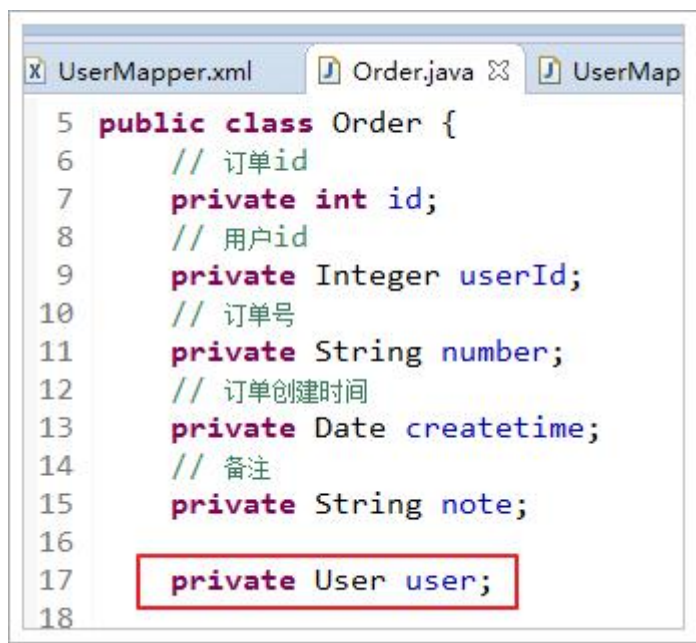 UserMapper.xml Order.java UserMap
5 public class Order {
6 // 订单id
7 private int id;
8 // 用户id
9 private Integer userId;
10 // 订单号
11 private String number;
12 // 订单创建时间
13 private Date createtime;
14 // 备注
15 private String note;
16
17 private User user;
18